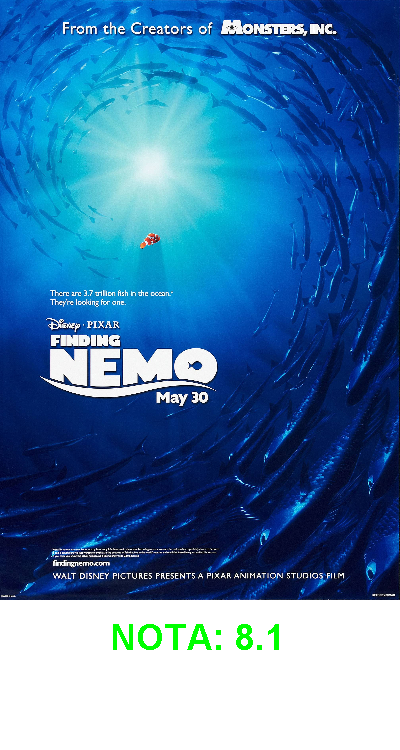 From the Creators of MONSTERS, INC.
There are 3.7 trillion fish in the ocean.
They're looking for one.
Disney · PIXAR
FINDING
NEMO
May 30
findingnemo.com
WALT DISNEY PICTURES PRESENTS A PIXAR ANIMATION STUDIOS FILM
NOTA: 8.1